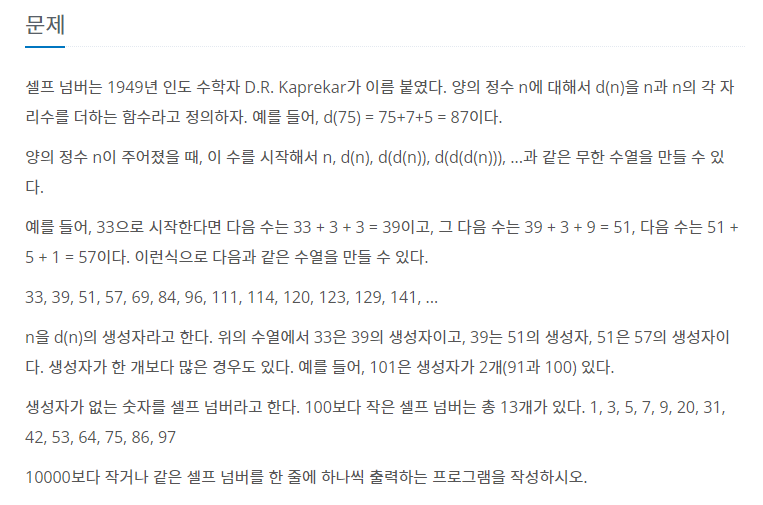 문제
셀프 넘버는 1949년 인도 수학자 D.R. Kaprekar가 이름 붙였다. 양의 정수 n에 대해서 d(n)을 n과 n의 각 자
리수를 더하는 함수라고 정의하자. 예를 들어, d(75) = 75+7+5 = 87이다.
양의 정수 n이 주어졌을 때, 이 수를 시작해서 n, d(n), d(d(n)), d(d(d(n))), ...과 같은 무한 수열을 만들 수 있
다.
예를 들어, 33으로 시작한다면 다음 수는 33 + 3 + 3 = 39이고, 그 다음 수는 39 + 3 + 9 = 51, 다음 수는 51 +
5 + 1 = 57이다. 이런식으로 다음과 같은 수열을 만들 수 있다.
33, 39, 51, 57, 69, 84, 96, 111, 114, 120, 123, 129, 141, ...
n을 d(n)의 생성자라고 한다. 위의 수열에서 33은 39의 생성자이고, 39는 51의 생성자, 51은 57의 생성자이
다. 생성자가 한 개보다 많은 경우도 있다. 예를 들어, 101은 생성자가 2개(91과 100) 있다.
생성자가 없는 숫자를 셀프 넘버라고 한다. 100보다 작은 셀프 넘버는 총 13개가 있다. 1, 3, 5, 7, 9, 20, 31,
42, 53, 64, 75, 86, 97
10000보다 작거나 같은 셀프 넘버를 한 줄에 하나씩 출력하는 프로그램을 작성하시오.